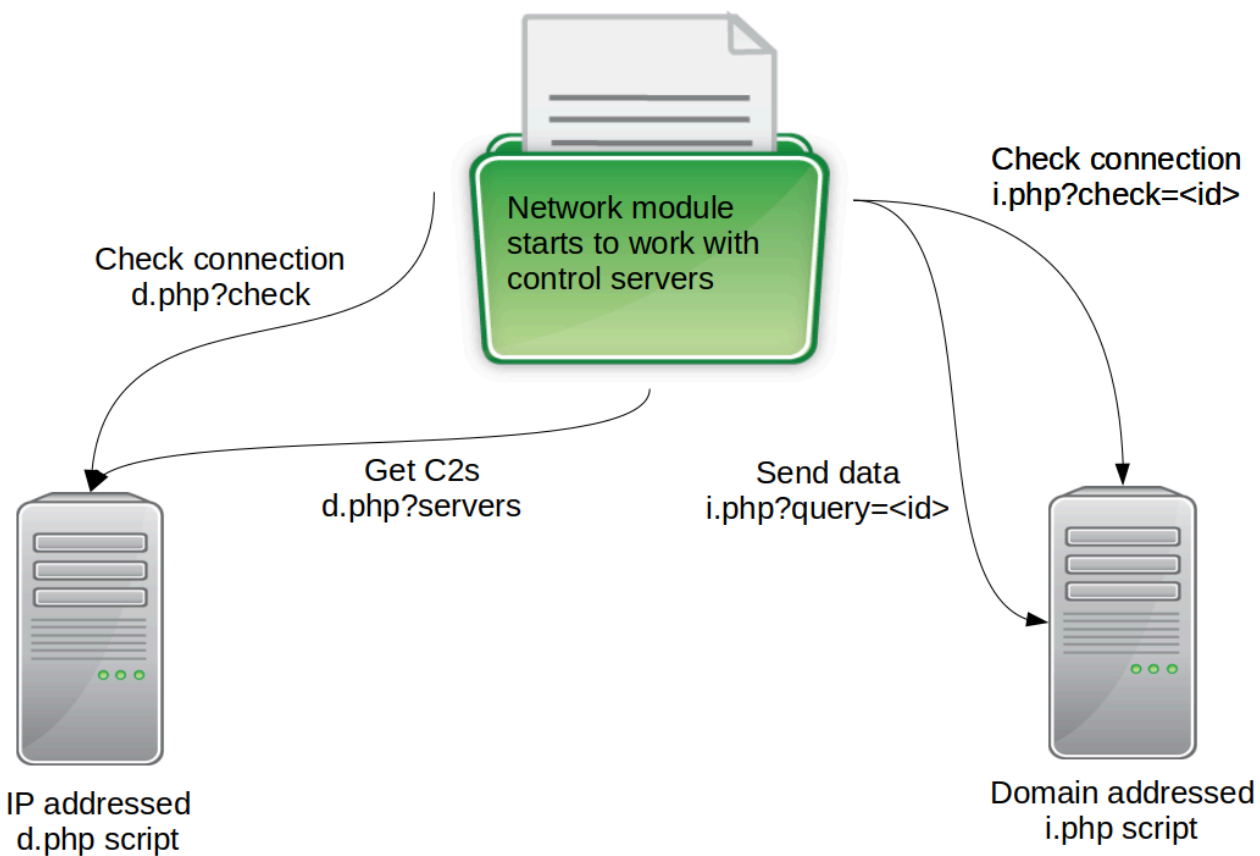 Network module
starts to work with
control servers
Check connection
d.php?check
Check connection
i.php?check=<id>
Get C2s
d.php?servers
Send data
i.php?query=<id>
IP addressed
d.php script
Domain addressed
i.php script